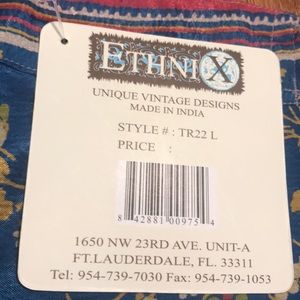 ETHNIX
UNIQUE VINTAGE DESIGNS
MADE IN INDIA
STYLE # : TR22 L
PRICE :
8 42881 00975 4
1650 NW 23RD AVE. UNIT-A
FT.LAUDERDALE, FL. 33311
Tel: 954-739-7030 Fax: 954-739-1053